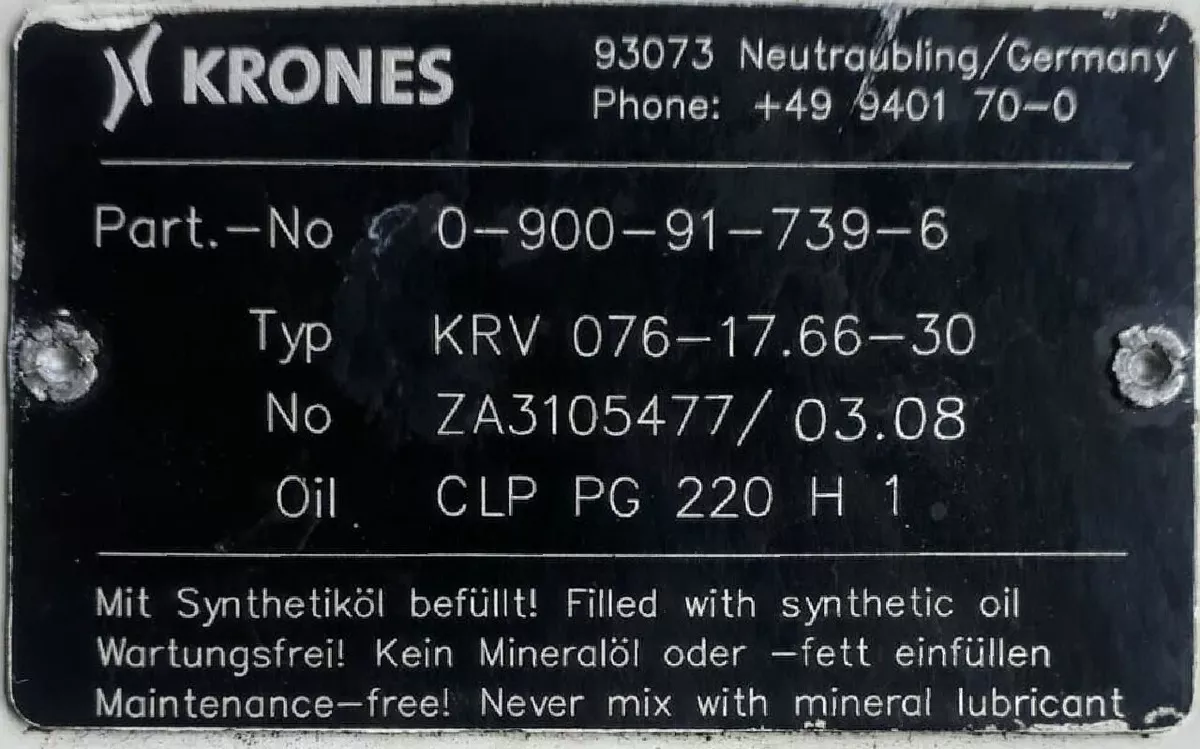 KRONES
93073 Neutraubling/Germany
Phone: +49 9401 70-0
Part.-No 0-900-91-739-6
Typ KRV 076-17.66-30
No ZA3105477/ 03.08
Oil CLP PG 220 H 1
Mit Synthetiköl befüllt! Filled with synthetic oil
Wartungsfrei! Kein Mineralöl oder -fett einfüllen
Maintenance-free! Never mix with mineral lubricant